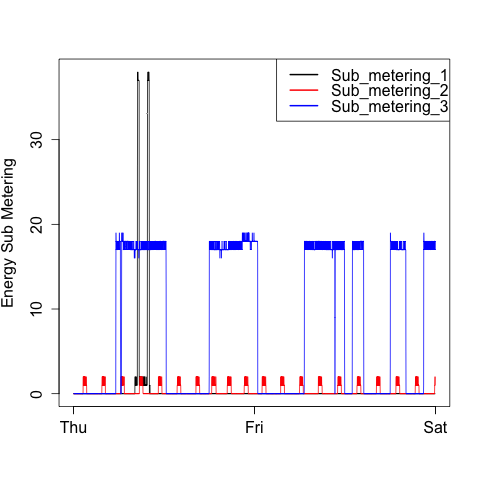 Sub_metering_1
Sub_metering_2
Sub_metering_3
Energy Sub Metering
30
20
10
0
Thu Fri Sat